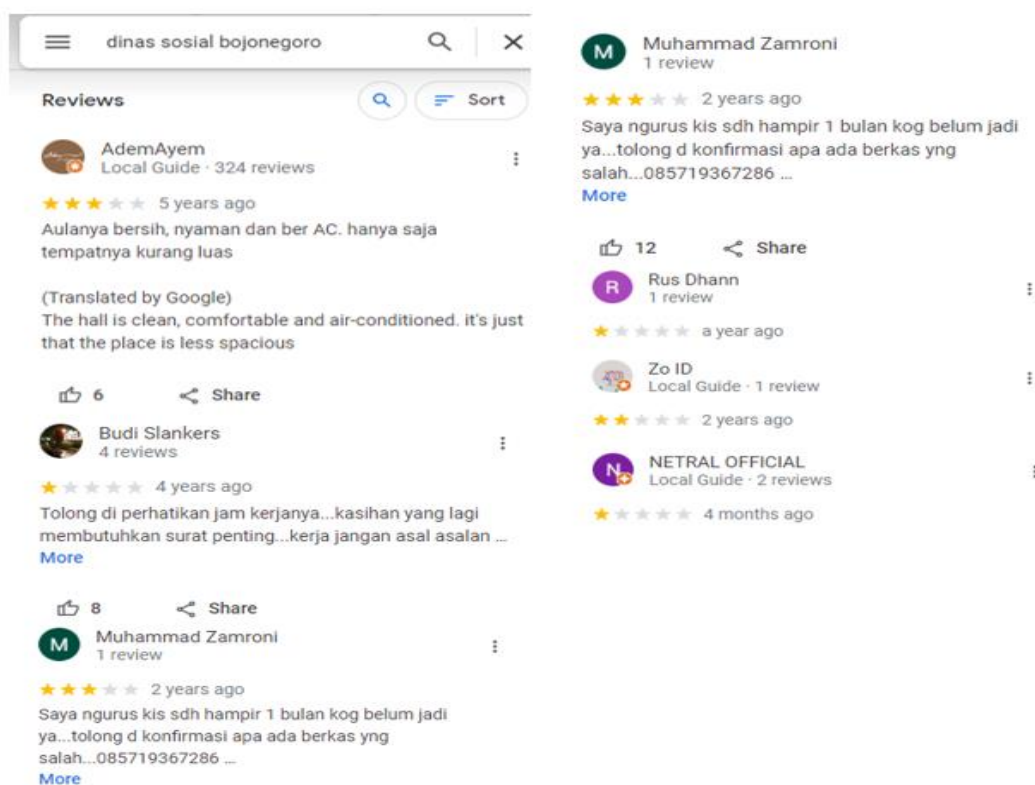 dinas sosial bojonegoro
Reviews
Sort
AdemAyem
Local Guide · 324 reviews
5 years ago
Aulanya bersih, nyaman dan ber AC. hanya saja
tempatnya kurang luas
(Translated by Google)
The hall is clean, comfortable and air-conditioned. it's just
that the place is less spacious
6 Share
Budi Slankers
4 reviews
4 years ago
Tolong di perhatikan jam kerjanya...kasihan yang lagi
membutuhkan surat penting...kerja jangan asal asalan ...
More
8 Share
M
Muhammad Zamroni
1 review
2 years ago
Saya ngurus kis sdh hampir 1 bulan kog belum jadi
ya...tolong d konfirmasi apa ada berkas yng
salah...085719367286 ...
More
M
Muhammad Zamroni
1 review
2 years ago
Saya ngurus kis sdh hampir 1 bulan kog belum jadi
ya...tolong d konfirmasi apa ada berkas yng
salah...085719367286 ...
More
12 Share
R
Rus Dhann
1 review
a year ago
Zo ID
Local Guide · 1 review
2 years ago
N
NETRAL OFFICIAL
Local Guide · 2 reviews
4 months ago